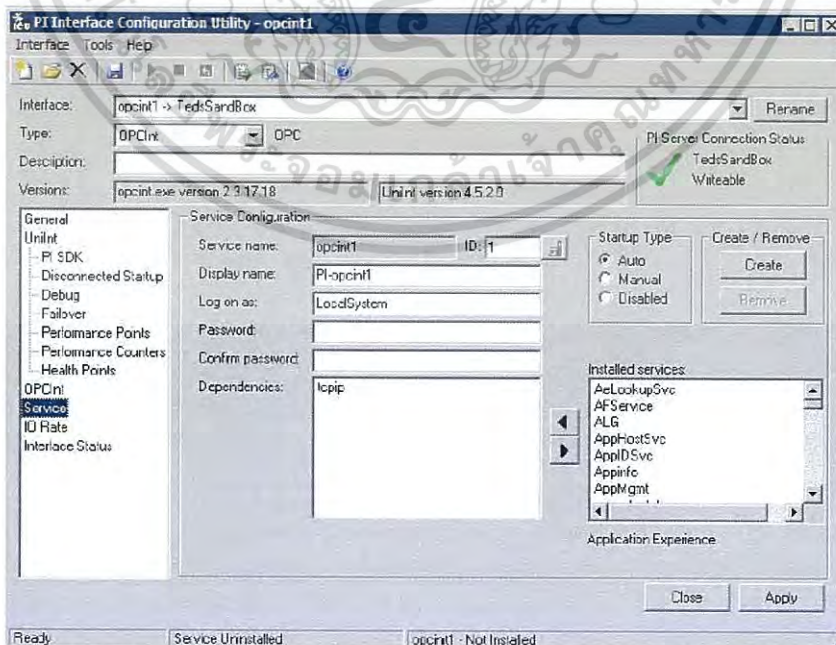 PI Interface Configuration Utility - opcint1
Interface Tools Help
Interface: opcint1 -> TedsSandBox Rename
Type: OPCInt OPC
Description:
Versions: opcint.exe version 2.3.17.18 UniInt version 4.5.2.0
PI Server Connection Status
TedsSandBox
Writeable
General
UniInt
PI SDK
Disconnected Startup
Debug
Failover
Performance Points
Performance Counters
Health Points
OPCInt
Service
IO Rate
Interface Status
Service Configuration
Service name: opcint1 ID: 1
Display name: PI-opcint1
Log on as: LocalSystem
Password:
Confirm password:
Dependencies: tcpip
Startup Type
Auto
Manual
Disabled
Create / Remove
Create
Remove
Installed services:
AeLookupSvc
AFService
ALG
AppHostSvc
AppIDSvc
Appinfo
AppMgmt
Application Experience
Close Apply
Ready Service Uninstalled opcint1 - Not Installed